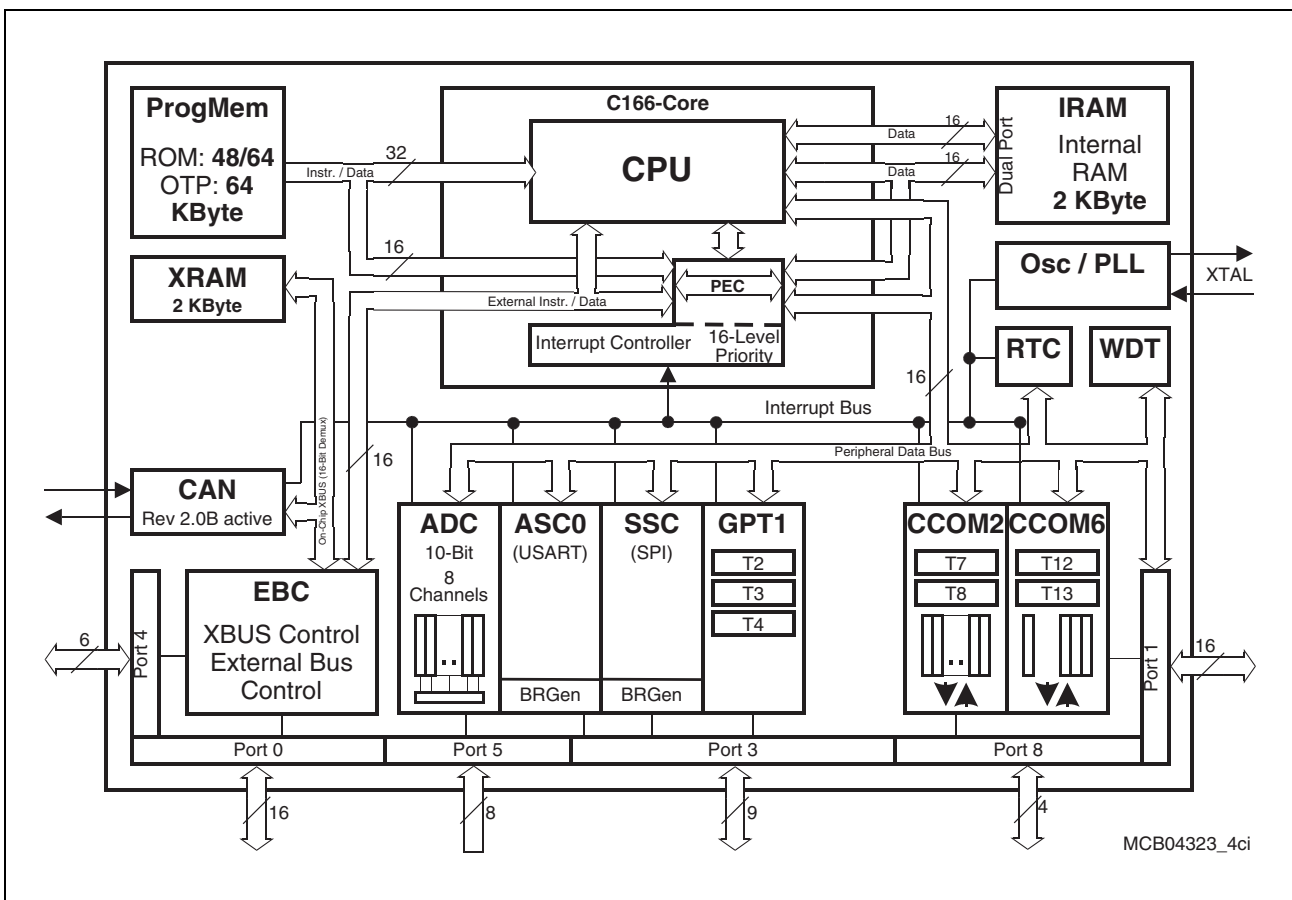 ProgMem
ROM: 48/64
OTP: 64
KByte
C166-Core
CPU
IRAM
Internal
RAM
2 KByte
Dual Port
Data
16
Data
16
32
Instr. / Data
16
XRAM
2 KByte
PEC
External Instr. / Data
Interrupt Controller
16-Level
Priority
Osc / PLL
XTAL
RTC
WDT
16
Interrupt Bus
Peripheral Data Bus
On-Chip XBUS (16-Bit Demux)
16
CAN
Rev 2.0B active
EBC
XBUS Control
External Bus
Control
ADC
10-Bit
8
Channels
ASC0
(USART)
BRGen
SSC
(SPI)
BRGen
GPT1
T2
T3
T4
CCOM2
T7
T8
CCOM6
T12
T13
6
Port 4
Port 1
16
Port 0
Port 5
Port 3
Port 8
16
8
9
4
MCB04323_4ci